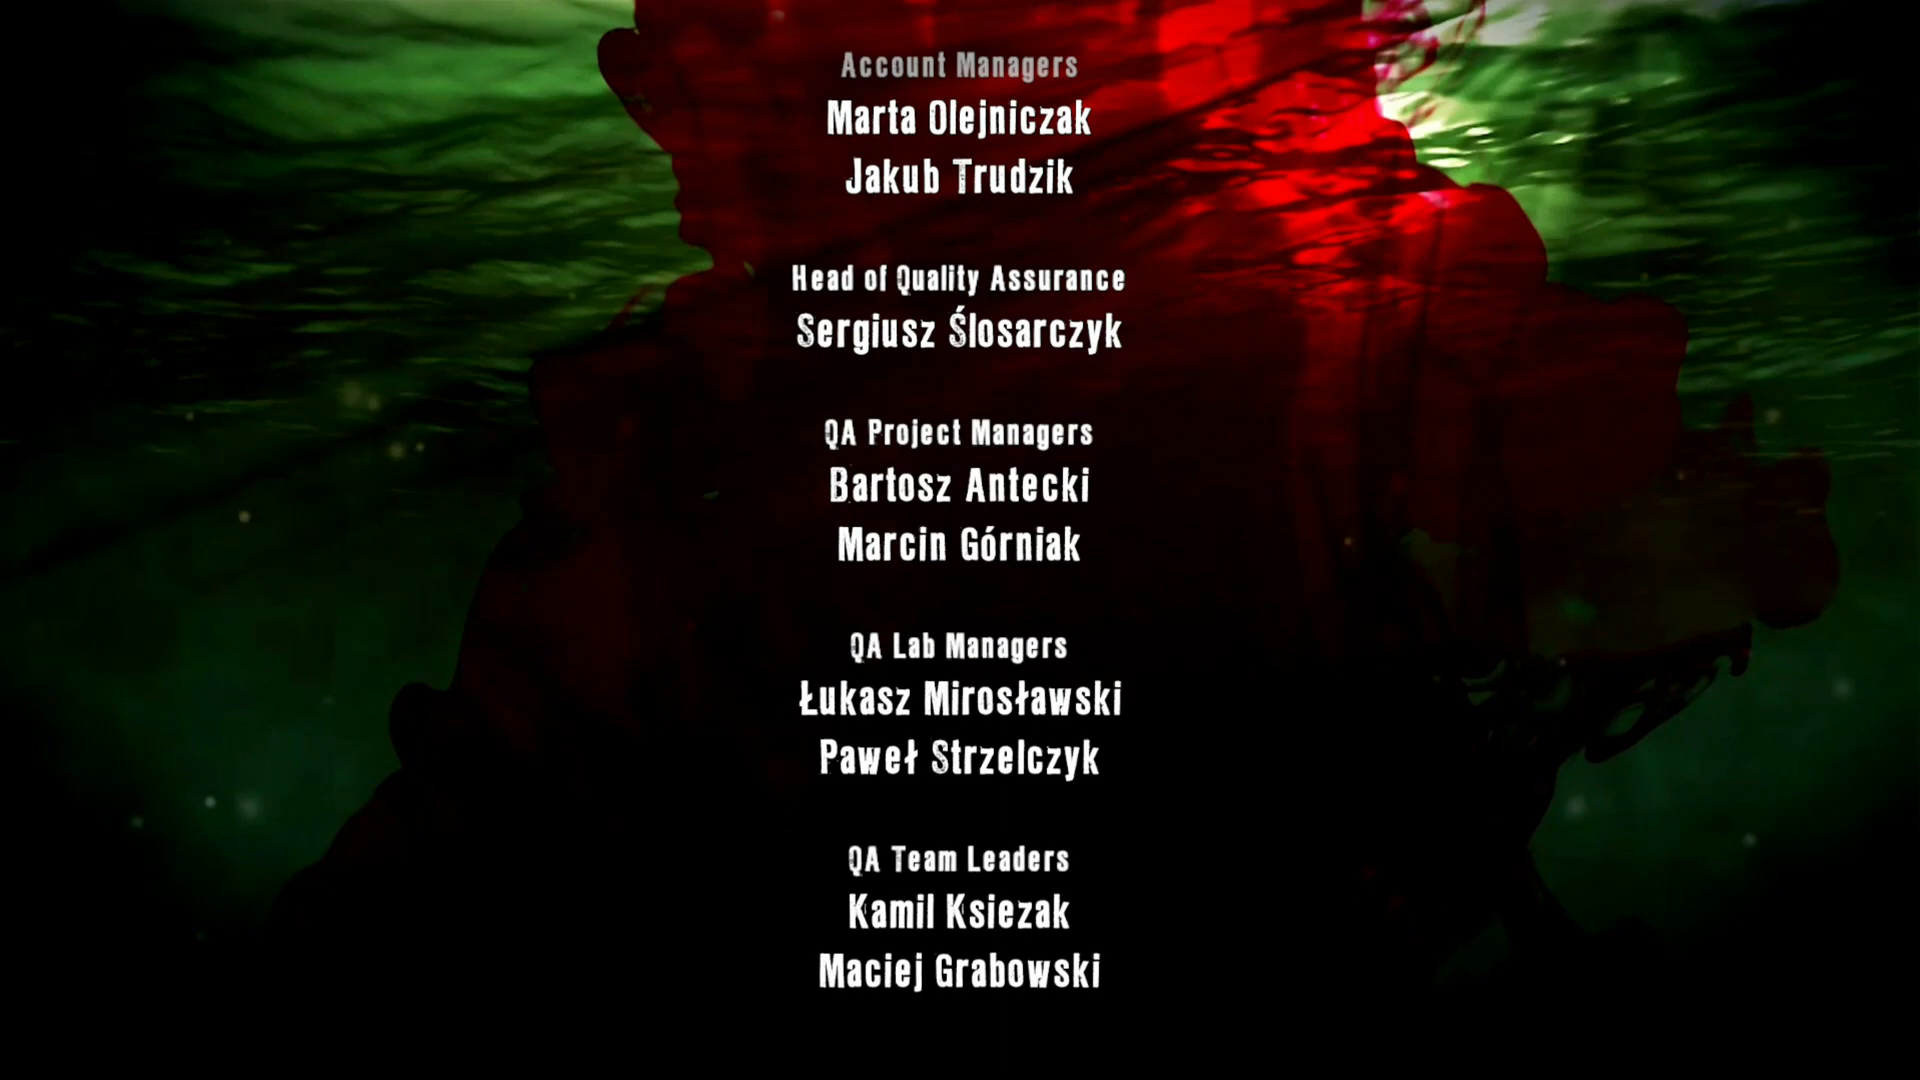 Account Managers
Marta Olejniczak
Jakub Trudzik
Head of Quality Assurance
Sergiusz Ślosarczyk
QA Project Managers
Bartosz Antecki
Marcin Górniak
QA Lab Managers
Łukasz Mirosławski
Paweł Strzelczyk
QA Team Leaders
Kamil Ksiezak
Maciej Grabowski